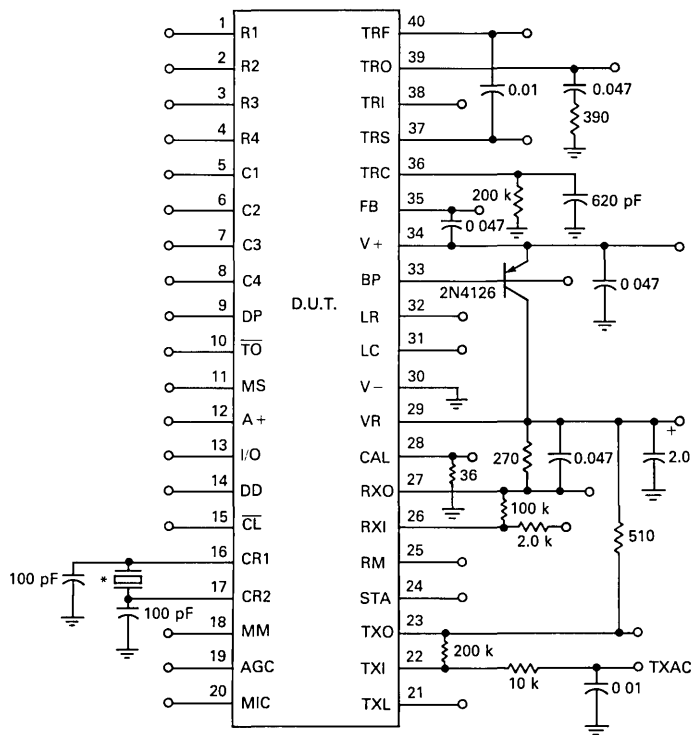 1 R1
2 R2
3 R3
4 R4
5 C1
6 C2
7 C3
8 C4
9 DP
10 TO
11 MS
12 A+
13 I/O
14 DD
15 CL
16 CR1
17 CR2
18 MM
19 AGC
20 MIC
100 pF
*
100 pF
D.U.T.
TRF 40
TRO 39
TRI 38
TRS 37
TRC 36
FB 35
V+ 34
BP 33
LR 32
LC 31
V− 30
VR 29
CAL 28
RXO 27
RXI 26
RM 25
STA 24
TXO 23
TXI 22
TXL 21
0.01
0.047
390
200 k
620 pF
0 047
0 047
2N4126
270
0.047
+
2.0
36
100 k
2.0 k
510
200 k
10 k
TXAC
0 01